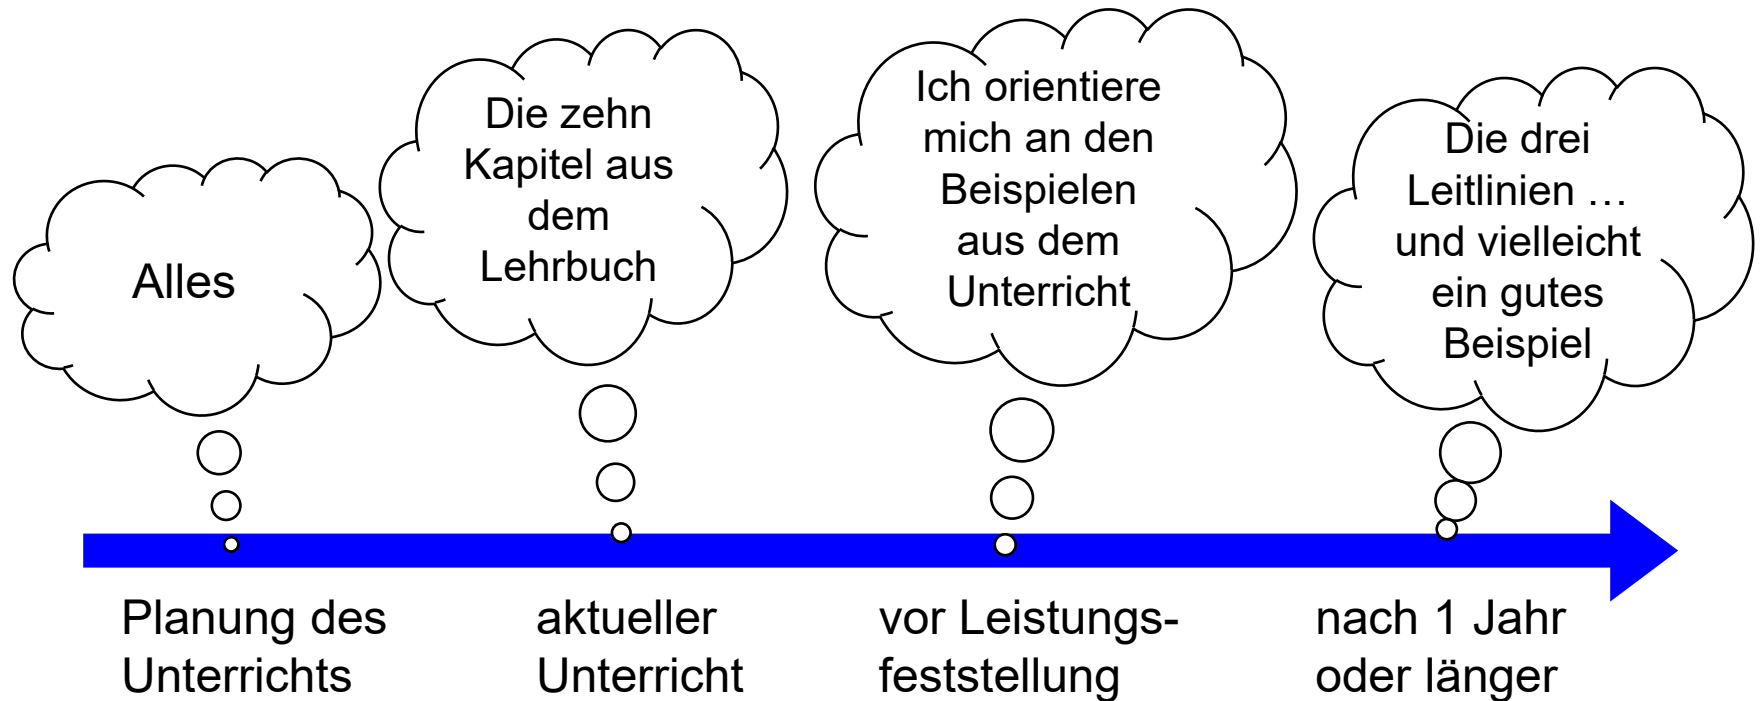 Alles
Die zehn
Kapitel aus
dem
Lehrbuch
Ich orientiere
mich an den
Beispielen
aus dem
Unterricht
Die drei
Leitlinien …
und vielleicht
ein gutes
Beispiel
Planung des
Unterrichts
aktueller
Unterricht
vor Leistungs-
feststellung
nach 1 Jahr
oder länger